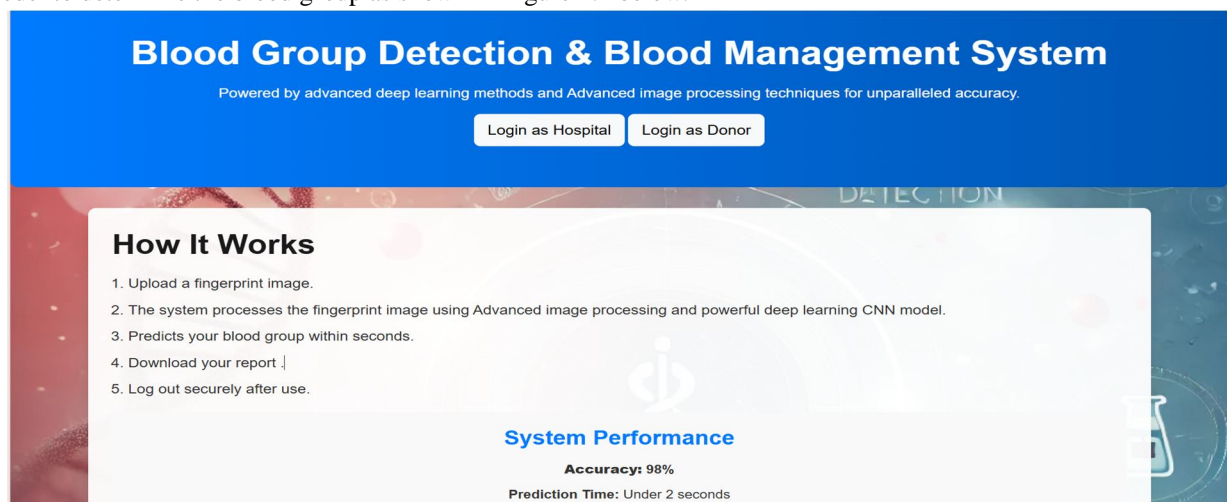 Blood Group Detection & Blood Management System
Powered by advanced deep learning methods and Advanced image processing techniques for unparalleled accuracy.
Login as Hospital Login as Donor
DETECTION
How It Works
1. Upload a fingerprint image.
2. The system processes the fingerprint image using Advanced image processing and powerful deep learning CNN model.
3. Predicts your blood group within seconds.
4. Download your report .
5. Log out securely after use.
System Performance
Accuracy: 98%
Prediction Time: Under 2 seconds